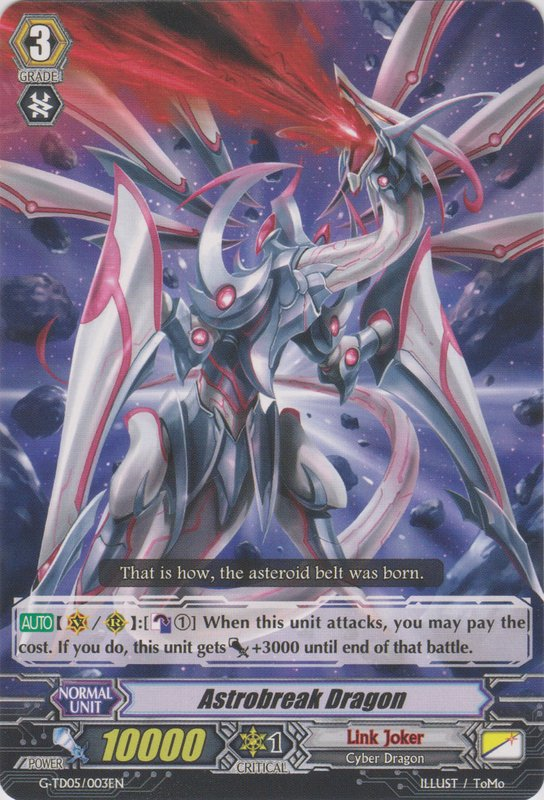 3
GRADE
That is how, the asteroid belt was born.
AUTO【 V / R 】:[ ① ] When this unit attacks, you may pay the
cost. If you do, this unit gets +3000 until end of that battle.
NORMAL
UNIT
Astrobreak Dragon
POWER
10000
1
CRITICAL
Link Joker
Cyber Dragon
G-TD05/003EN
ILLUST / ToMo